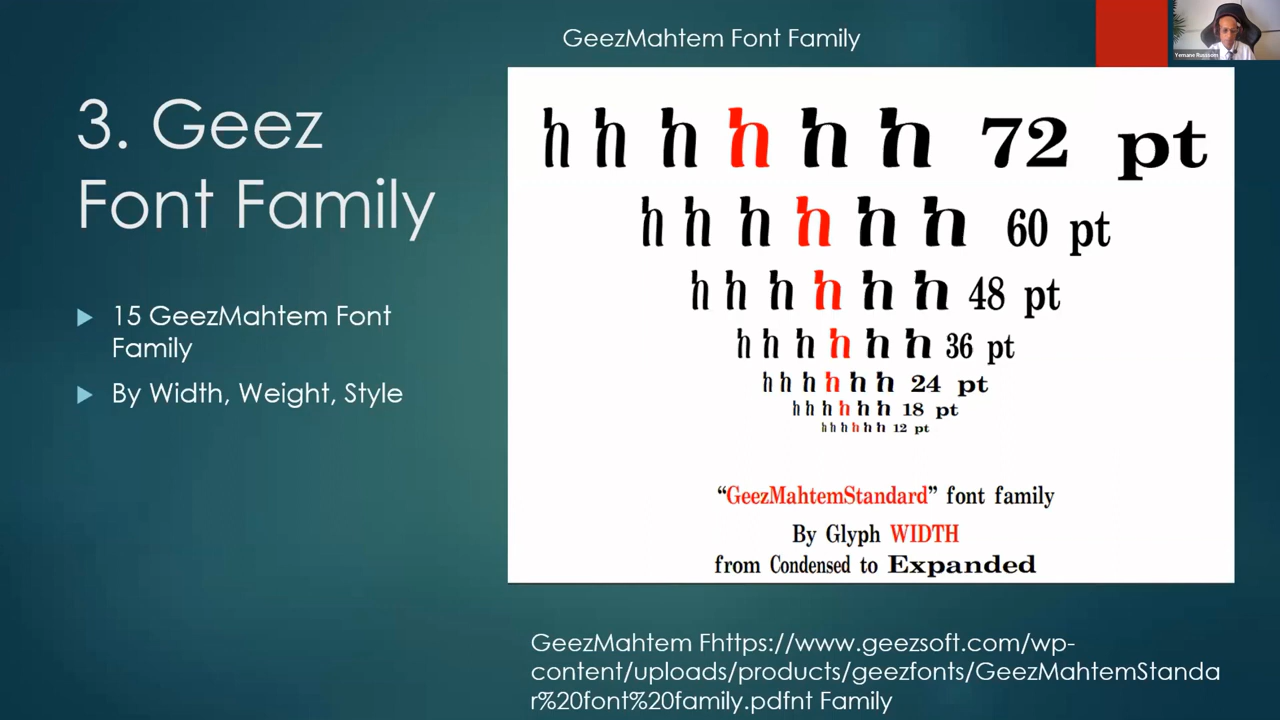 GeezMahtem Font Family
3. Geez
Font Family
15 GeezMahtem Font
Family
By Width, Weight, Style
ከ ከ ከ ከ ከ ከ 72 pt
ከ ከ ከ ከ ከ ከ 60 pt
ከ ከ ከ ከ ከ ከ 48 pt
ከ ከ ከ ከ ከ ከ 36 pt
ከ ከ ከ ከ ከ ከ 24 pt
ከ ከ ከ ከ ከ ከ 18 pt
ከ ከ ከ ከ ከ ከ 12 pt
“GeezMahtemStandard” font family
By Glyph WIDTH
from Condensed to Expanded
GeezMahtem Fhttps://www.geezsoft.com/wp-
content/uploads/products/geezfonts/GeezMahtemStanda
r%20font%20family.pdfnt Family
Yemane Russom